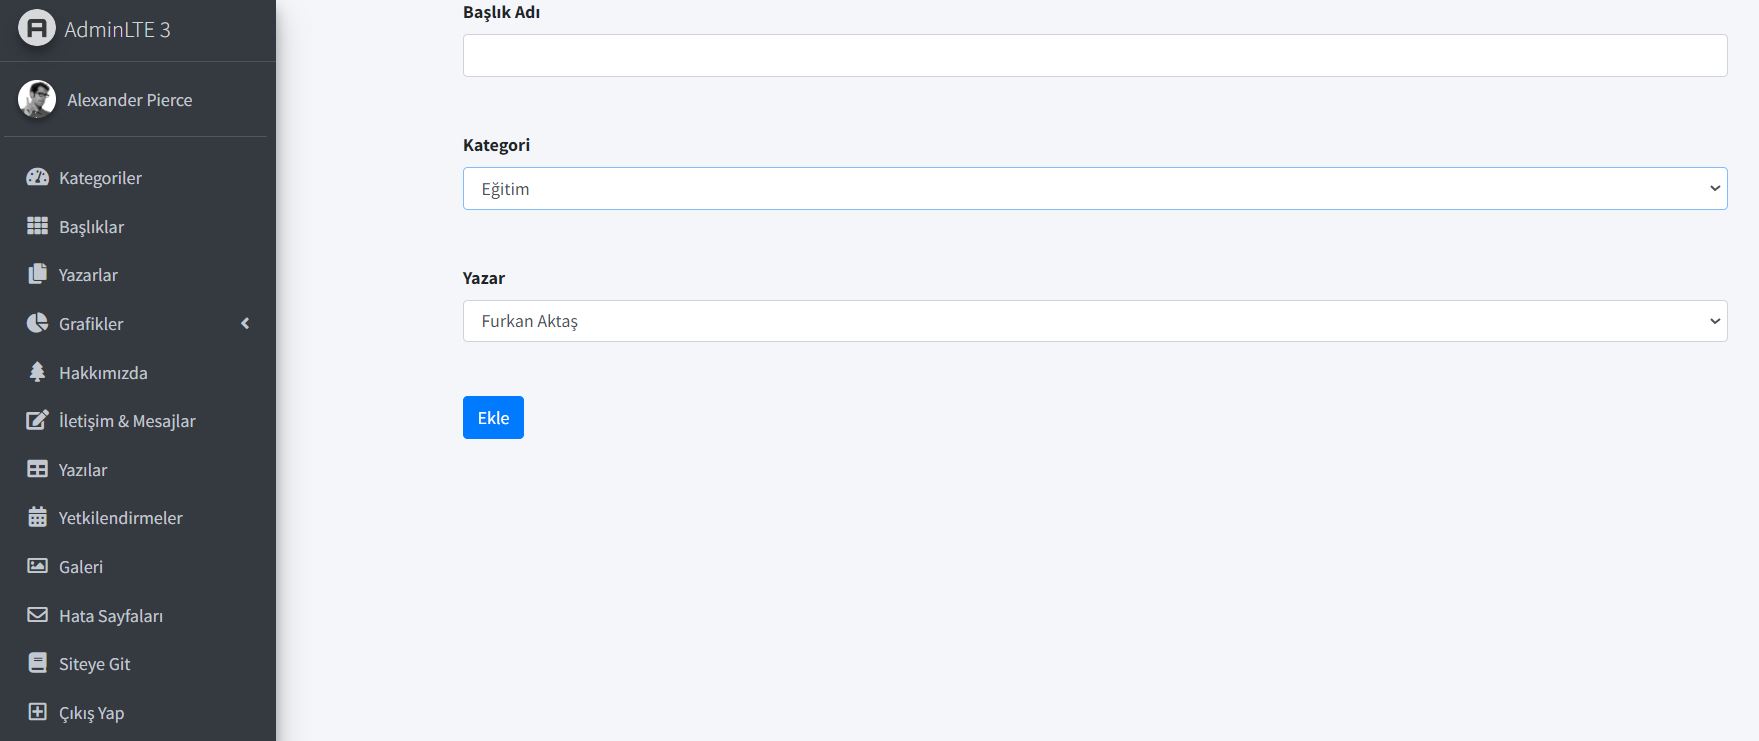 AdminLTE 3
Alexander Pierce
Kategoriler
Başlıklar
Yazarlar
Grafikler
Hakkımızda
İletişim & Mesajlar
Yazılar
Yetkilendirmeler
Galeri
Hata Sayfaları
Siteye Git
Çıkış Yap
Başlık Adı
Kategori
Eğitim
Yazar
Furkan Aktaş
Ekle